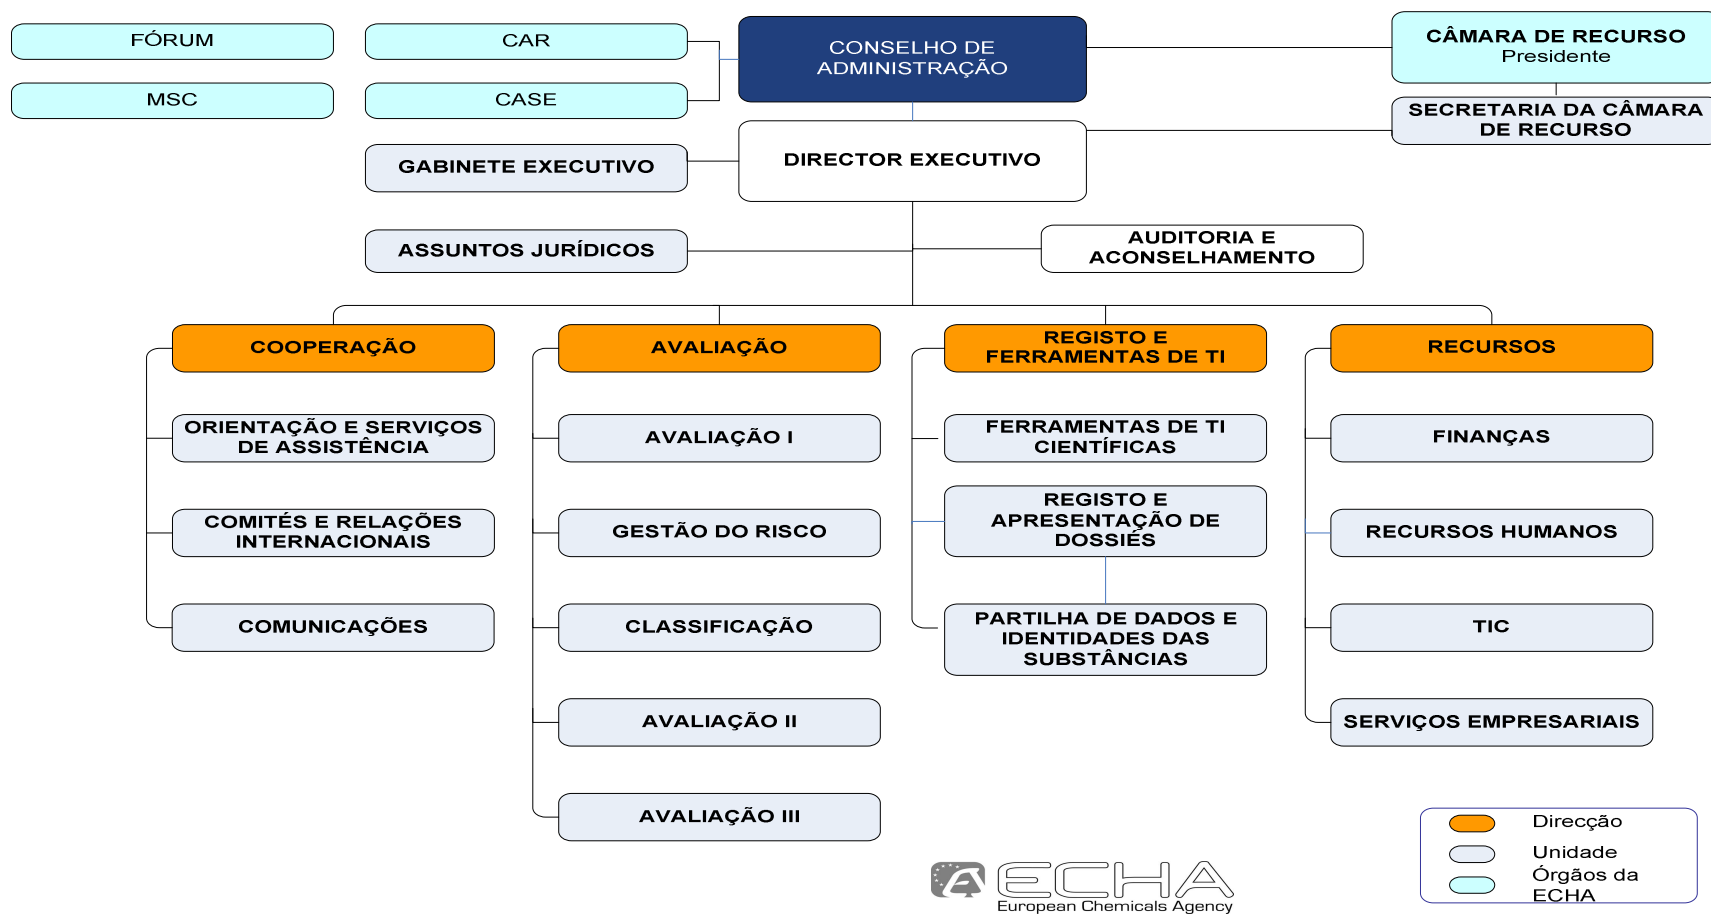 FÓRUM
CAR
CONSELHO DE
ADMINISTRAÇÃO
CÂMARA DE RECURSO
Presidente
MSC
CASE
SECRETARIA DA CÂMARA
DE RECURSO
GABINETE EXECUTIVO
DIRECTOR EXECUTIVO
ASSUNTOS JURÍDICOS
AUDITORIA E
ACONSELHAMENTO
COOPERAÇÃO
ORIENTAÇÃO E SERVIÇOS
DE ASSISTÊNCIA
COMITÉS E RELAÇÕES
INTERNACIONAIS
COMUNICAÇÕES
AVALIAÇÃO
AVALIAÇÃO I
GESTÃO DO RISCO
CLASSIFICAÇÃO
AVALIAÇÃO II
AVALIAÇÃO III
REGISTO E
FERRAMENTAS DE TI
FERRAMENTAS DE TI
CIENTÍFICAS
REGISTO E
APRESENTAÇÃO DE
DOSSIÉS
PARTILHA DE DADOS E
IDENTIDADES DAS
SUBSTÂNCIAS
RECURSOS
FINANÇAS
RECURSOS HUMANOS
TIC
SERVIÇOS EMPRESARIAIS
Direcção
Unidade
Órgãos da
ECHA
ECHA
European Chemicals Agency